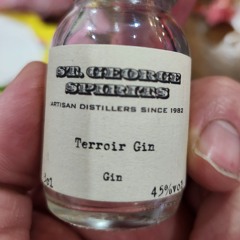 ST. GEORGE
SPIRITS
ARTISAN DISTILLERS SINCE 1982
Terroir Gin
Gin
45%vol